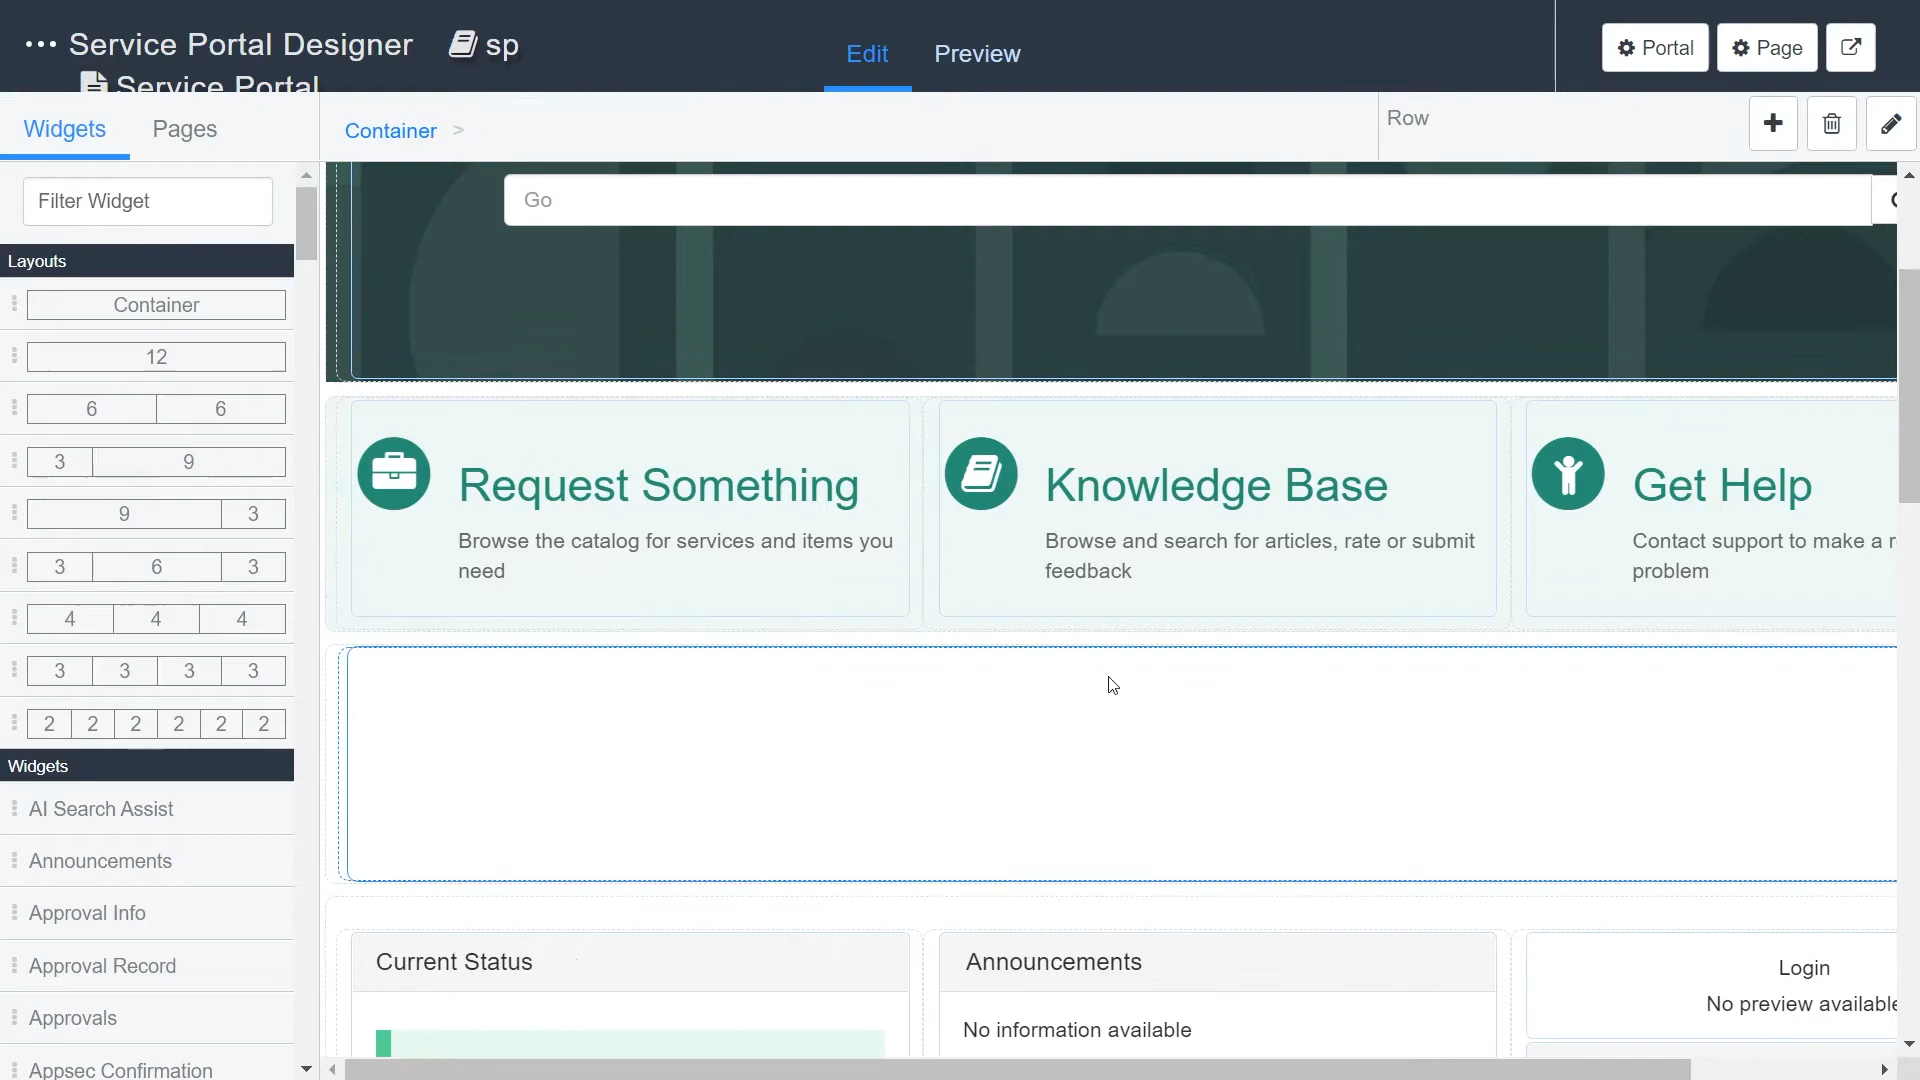 Service Portal Designer
sp
Service Portal
Edit
Preview
Portal
Page
Widgets
Pages
Container >
Row
Filter Widget
Go
Layouts
Container
12
6 6
3 9
9 3
3 6 3
4 4 4
3 3 3 3
2 2 2 2 2 2
Widgets
AI Search Assist
Announcements
Approval Info
Approval Record
Approvals
Appsec Confirmation
Request Something
Browse the catalog for services and items you
need
Knowledge Base
Browse and search for articles, rate or submit
feedback
Get Help
Contact support to make a
problem
Current Status
Announcements
No information available
Login
No preview available